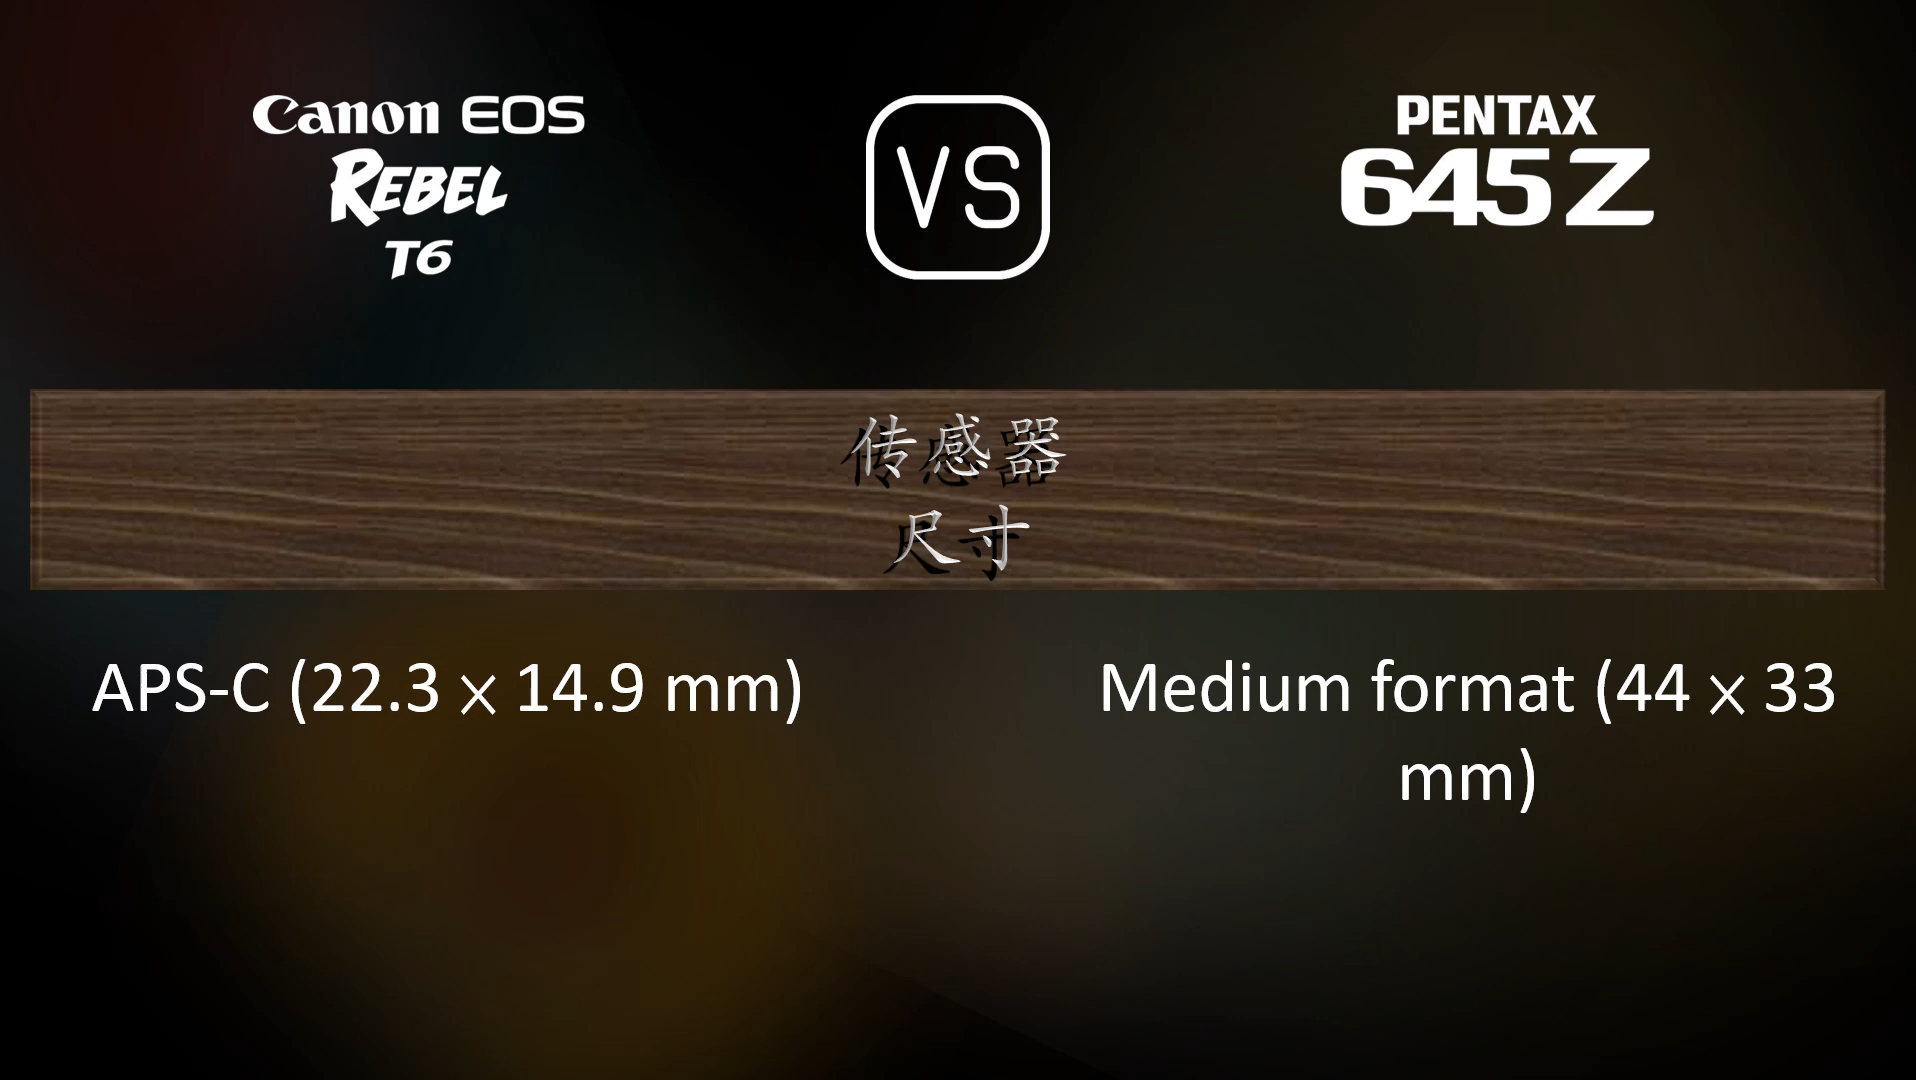 Canon EOS
REBEL
T6
VS
PENTAX
645Z
传感器
尺寸
APS-C (22.3 x 14.9 mm)
Medium format (44 x 33
mm)